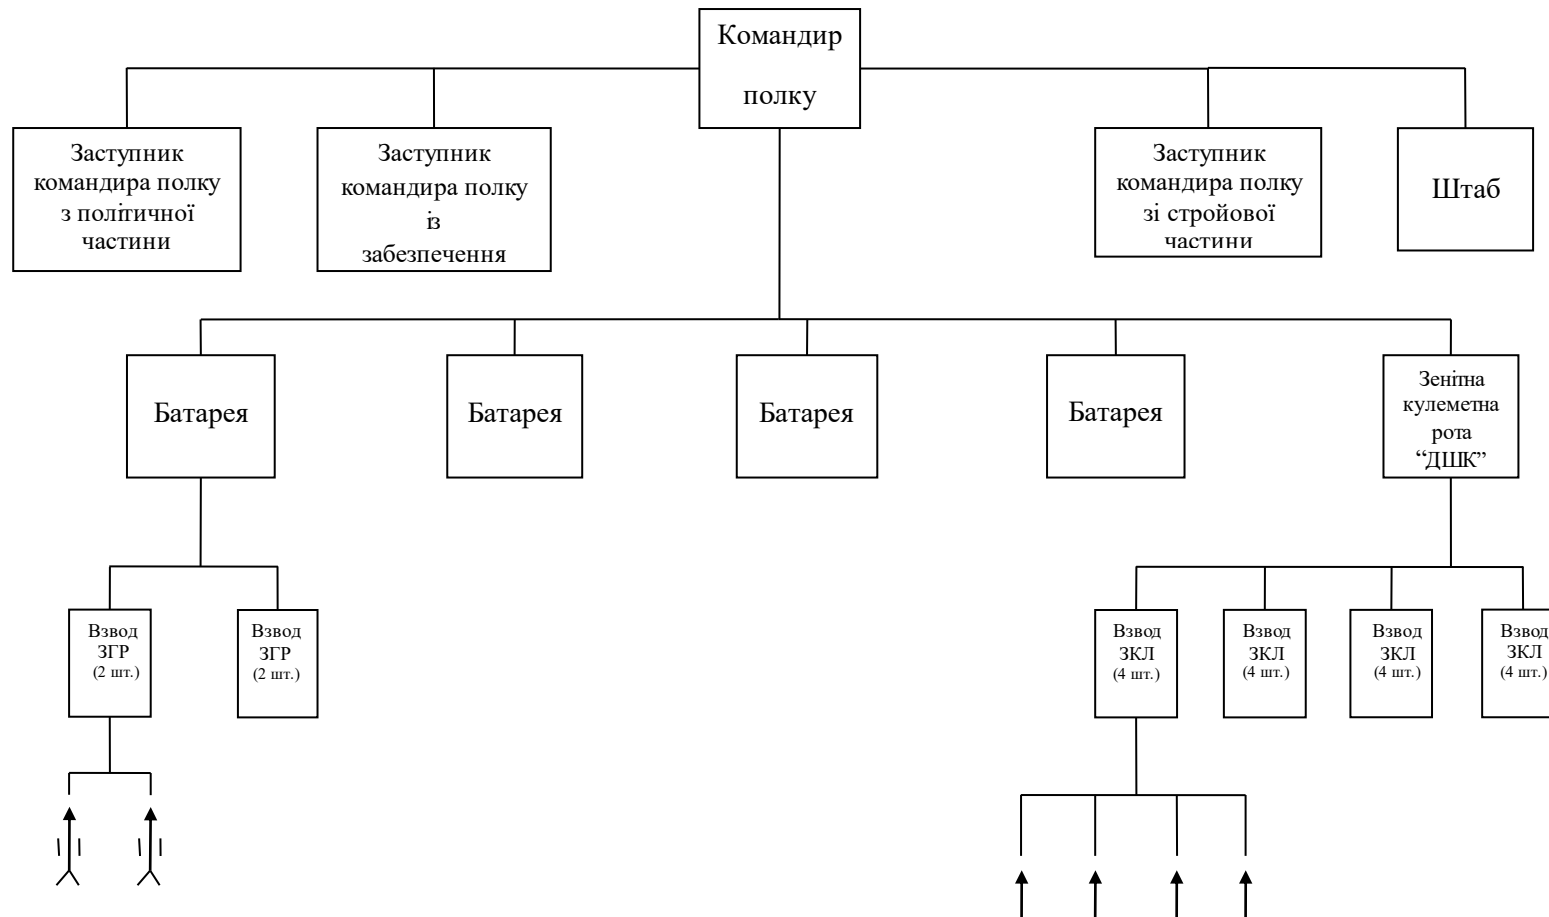 Командир
полку
Заступник
командира полку
з політичної
частини
Заступник
командира полку
із
забезпечення
Заступник
командира полку
зі стройової
частини
Штаб
Батарея
Батарея
Батарея
Батарея
Зенітна
кулеметна
рота
“ДШК”
Взвод
ЗГР
(2 шт.)
Взвод
ЗГР
(2 шт.)
Взвод
ЗКЛ
(4 шт.)
Взвод
ЗКЛ
(4 шт.)
Взвод
ЗКЛ
(4 шт.)
Взвод
ЗКЛ
(4 шт.)